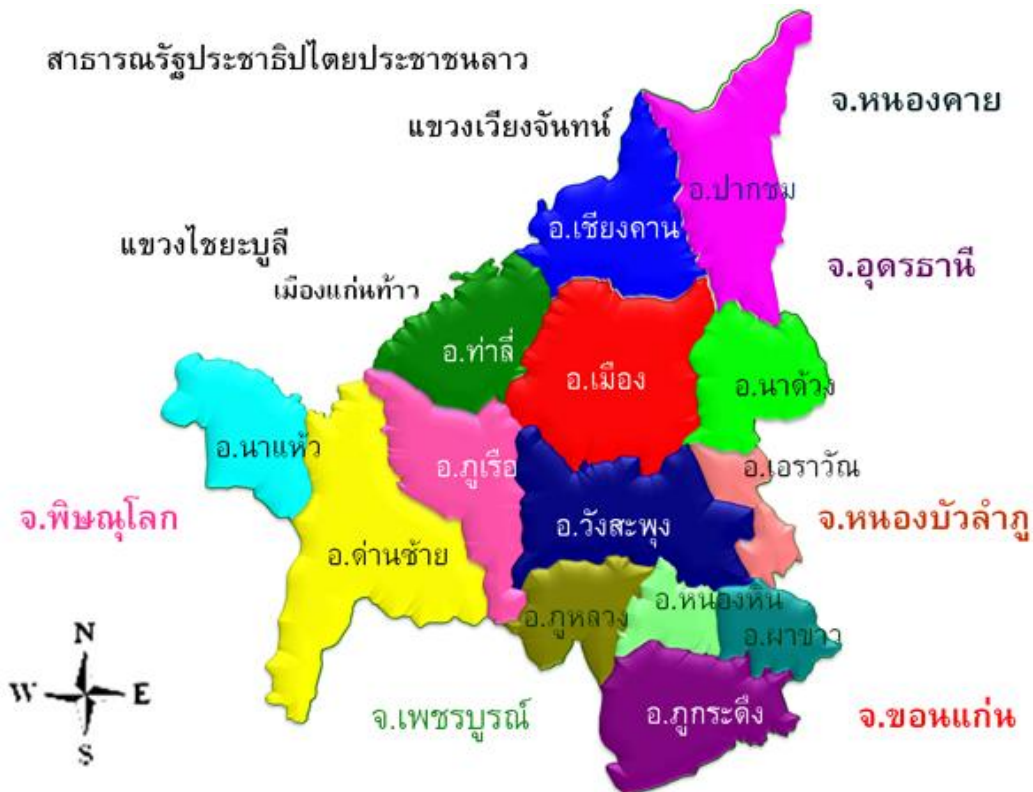 สาธารณรัฐประชาธิปไตยประชาชนลาว
แขวงเวียงจันทน์
จ.หนองคาย
อ.ปากชม
อ.เชียงคาน
แขวงไชยะบูลี
จ.อุดรธานี
เมืองแก่นท้าว
อ.ท่าลี่
อ.เมือง
อ.นาด้วง
อ.นาแห้ว
อ.ภูเรือ
อ.เอราวัณ
จ.พิษณุโลก
อ.วังสะพุง
จ.หนองบัวลำภู
อ.ด่านซ้าย
อ.หนองหิน
อ.ภูหลวง
อ.ผาขาว
N
W
E
S
จ.เพชรบูรณ์
อ.ภูกระดึง
จ.ขอนแก่น